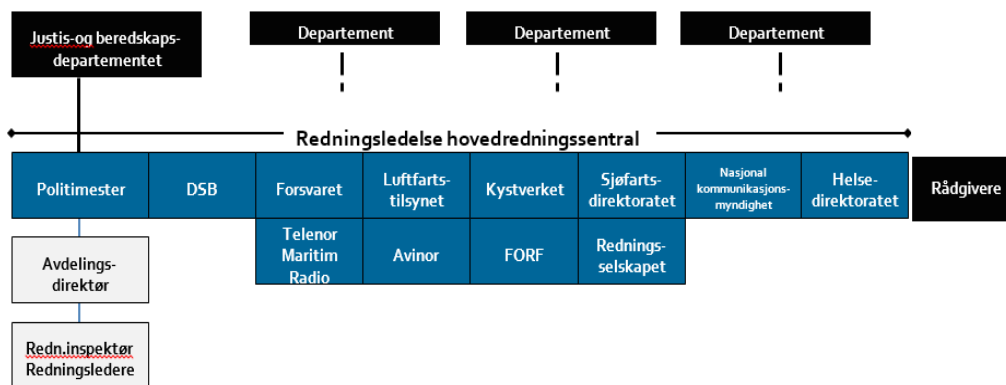 Justis-og beredskaps-
departementet
Departement
Departement
Departement
Redningsledelse hovedredningssentral
Politimester
DSB
Forsvaret
Luftfarts-
tilsynet
Kystverket
Sjøfarts-
direktoratet
Nasjonal
kommunikasjons-
myndighet
Helse-
direktoratet
Rådgivere
Telenor
Maritim
Radio
Avinor
FORF
Rednings-
selskapet
Avdelings-
direktør
Redn.inspektør
Redningsledere